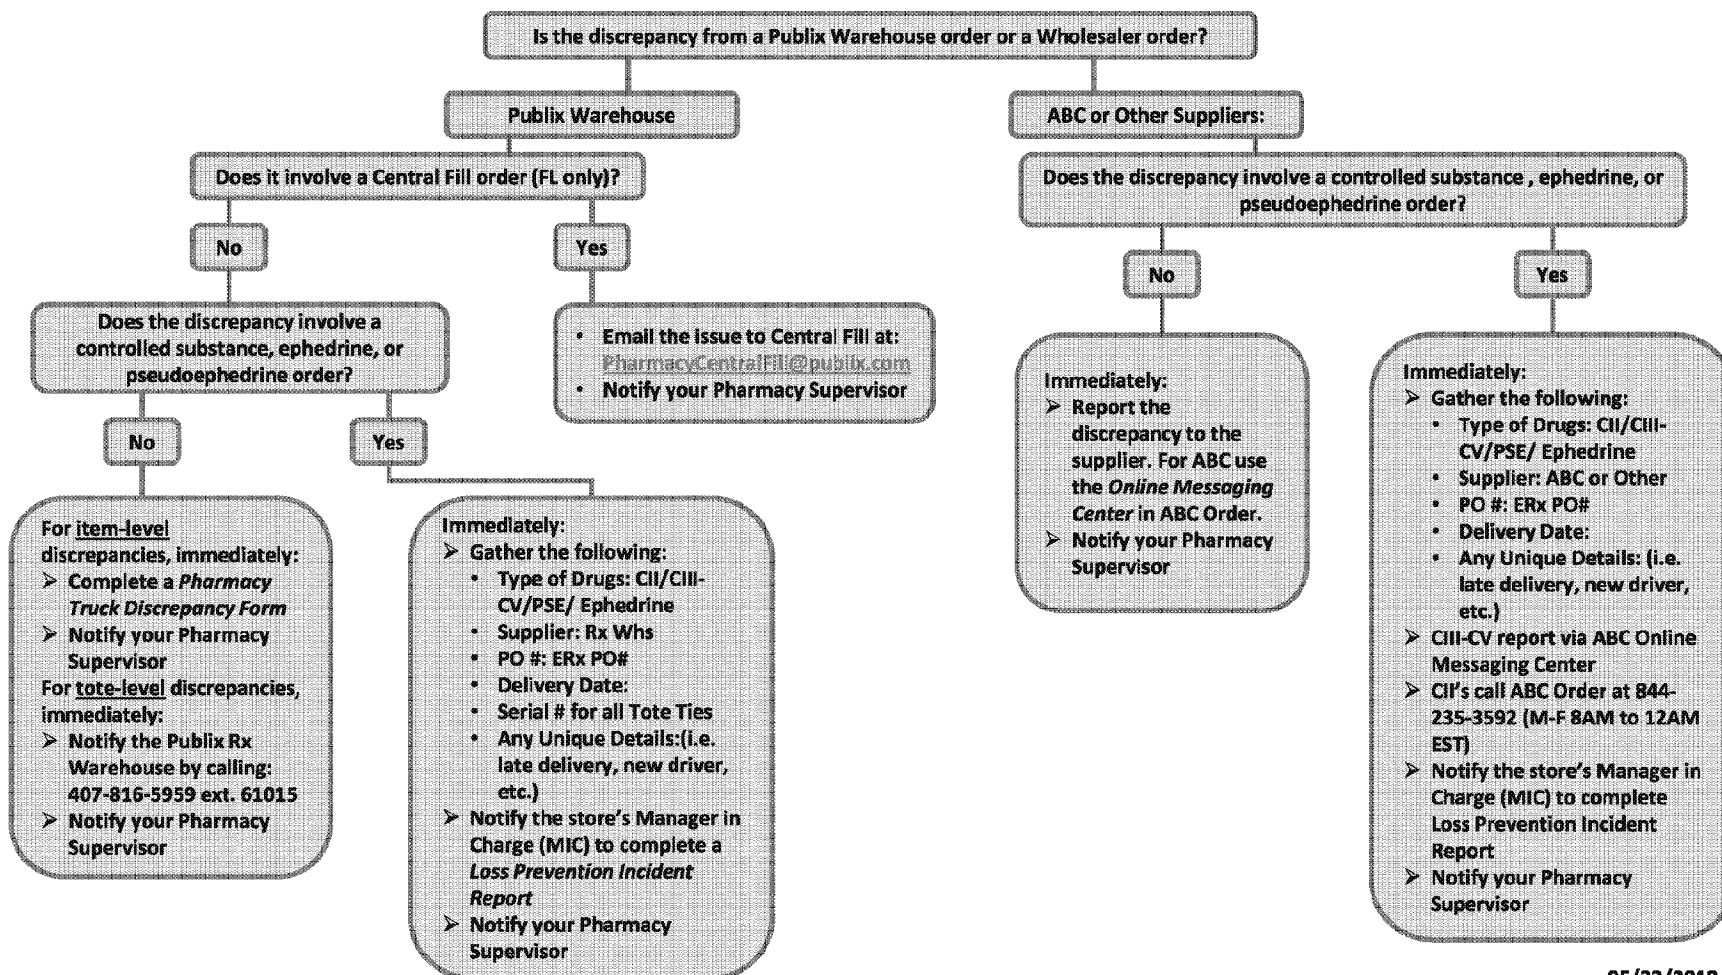 Is the discrepancy from a Publix Warehouse order or a Wholesaler order?
Publix Warehouse
ABC or Other Suppliers:
Does it involve a Central Fill order (FL only)?
Does the discrepancy involve a controlled substance , ephedrine, or
pseudoephedrine order?
No
Yes
No
Yes
Does the discrepancy involve a
controlled substance, ephedrine, or
pseudoephedrine order?
• Email the issue to Central Fill at:
PharmacyCentralFill@publix.com
• Notify your Pharmacy Supervisor
No
Yes
For item-level
discrepancies, immediately:
➤ Complete a Pharmacy
Truck Discrepancy Form
➤ Notify your Pharmacy
Supervisor
For tote-level discrepancies,
immediately:
➤ Notify the Publix Rx
Warehouse by calling:
407-816-5959 ext. 61015
➤ Notify your Pharmacy
Supervisor
Immediately:
➤ Gather the following:
• Type of Drugs: CII/CIII-
CV/PSE/ Ephedrine
• Supplier: Rx Whs
• PO #: ERx PO#
• Delivery Date:
• Serial # for all Tote Ties
• Any Unique Details:(i.e.
late delivery, new driver,
etc.)
➤ Notify the store's Manager in
Charge (MIC) to complete a
Loss Prevention Incident
Report
➤ Notify your Pharmacy
Supervisor
Immediately:
➤ Report the
discrepancy to the
supplier. For ABC use
the Online Messaging
Center in ABC Order.
➤ Notify your Pharmacy
Supervisor
Immediately:
➤ Gather the following:
• Type of Drugs: CII/CIII-
CV/PSE/ Ephedrine
• Supplier: ABC or Other
• PO #: ERx PO#
• Delivery Date:
• Any Unique Details: (i.e.
late delivery, new driver,
etc.)
➤ CIII-CV report via ABC Online
Messaging Center
➤ CII's call ABC Order at 844-
235-3592 (M-F 8AM to 12AM
EST)
➤ Notify the store's Manager in
Charge (MIC) to complete
Loss Prevention Incident
Report
➤ Notify your Pharmacy
Supervisor